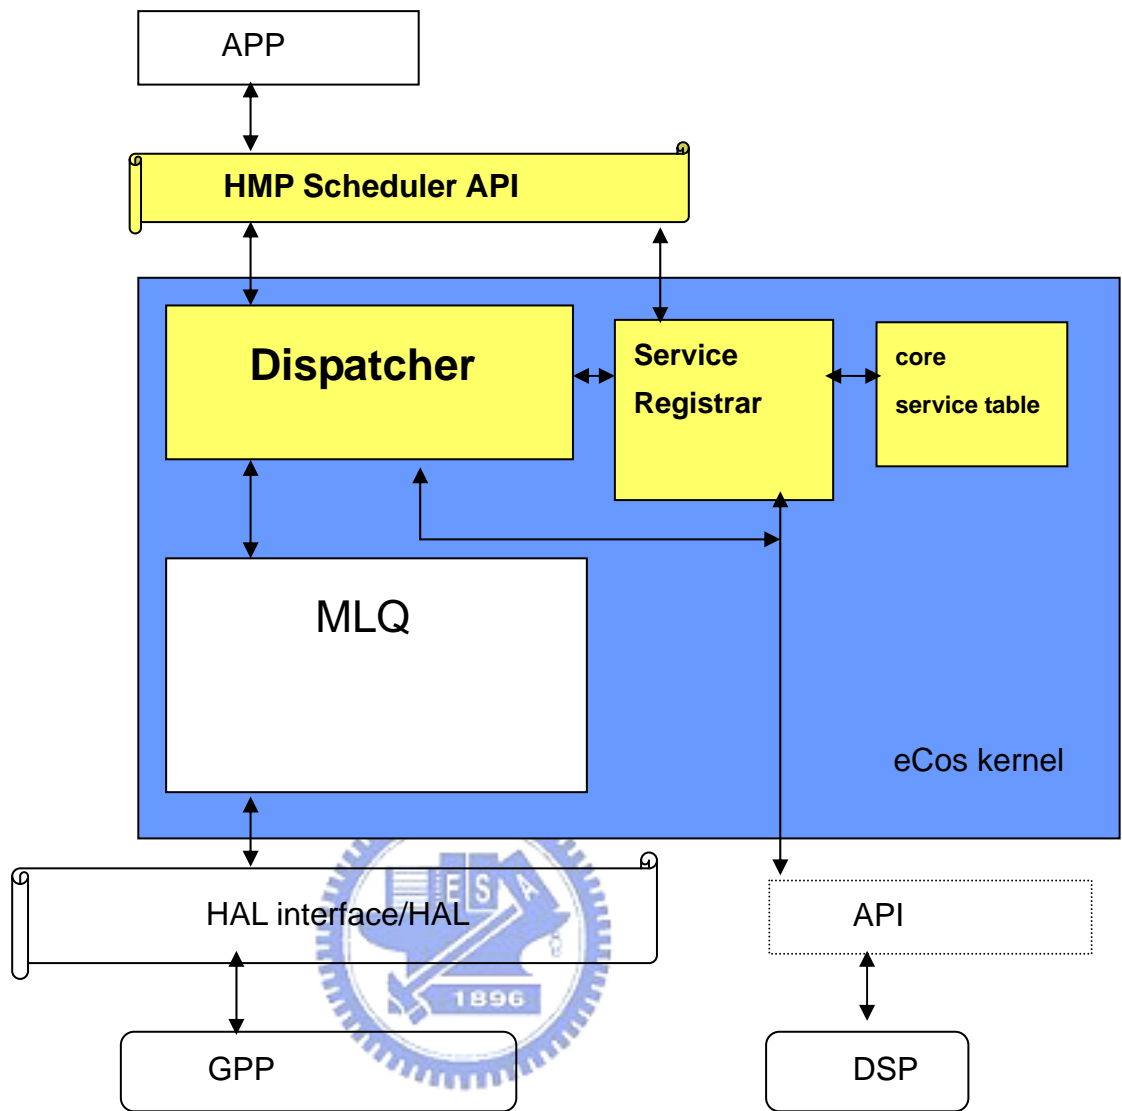 APP
HMP Scheduler API
Dispatcher
Service
Registrar
core
service table
MLQ
eCos kernel
HAL interface/HAL
API
ESA
1896
GPP
DSP